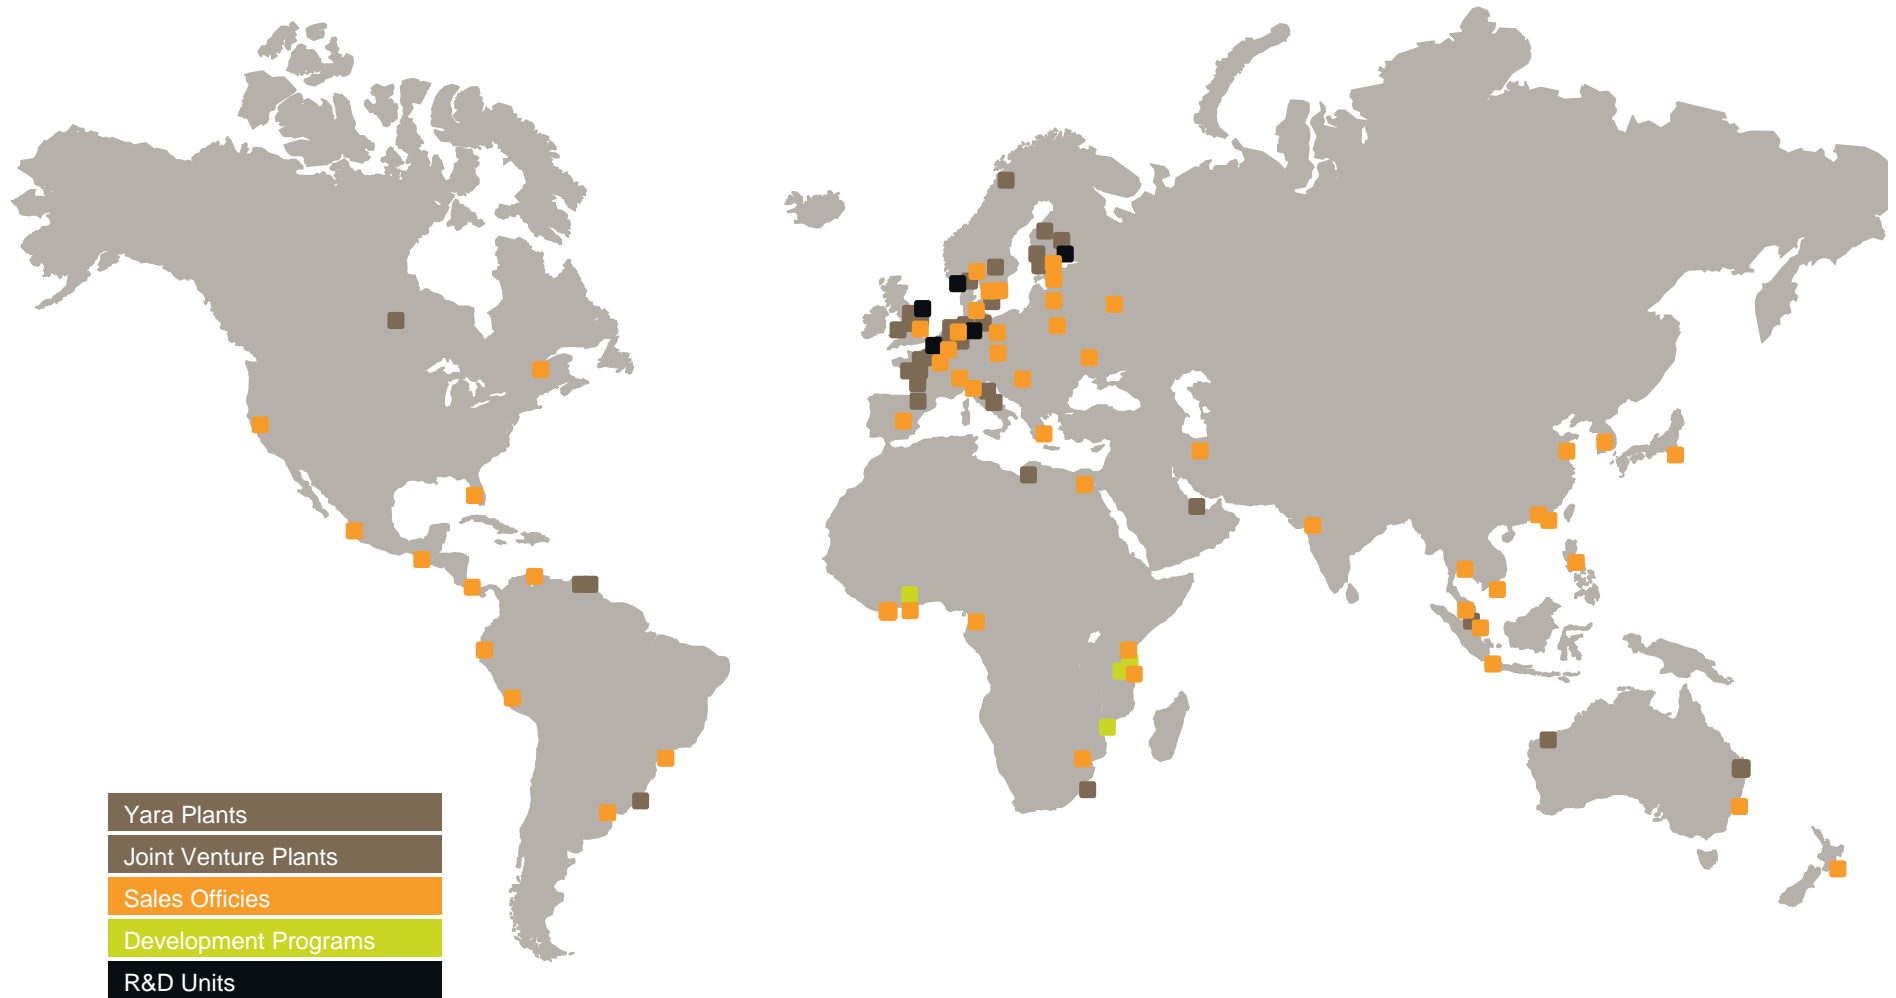 Yara Plants
Joint Venture Plants
Sales Officies
Development Programs
R&D Units